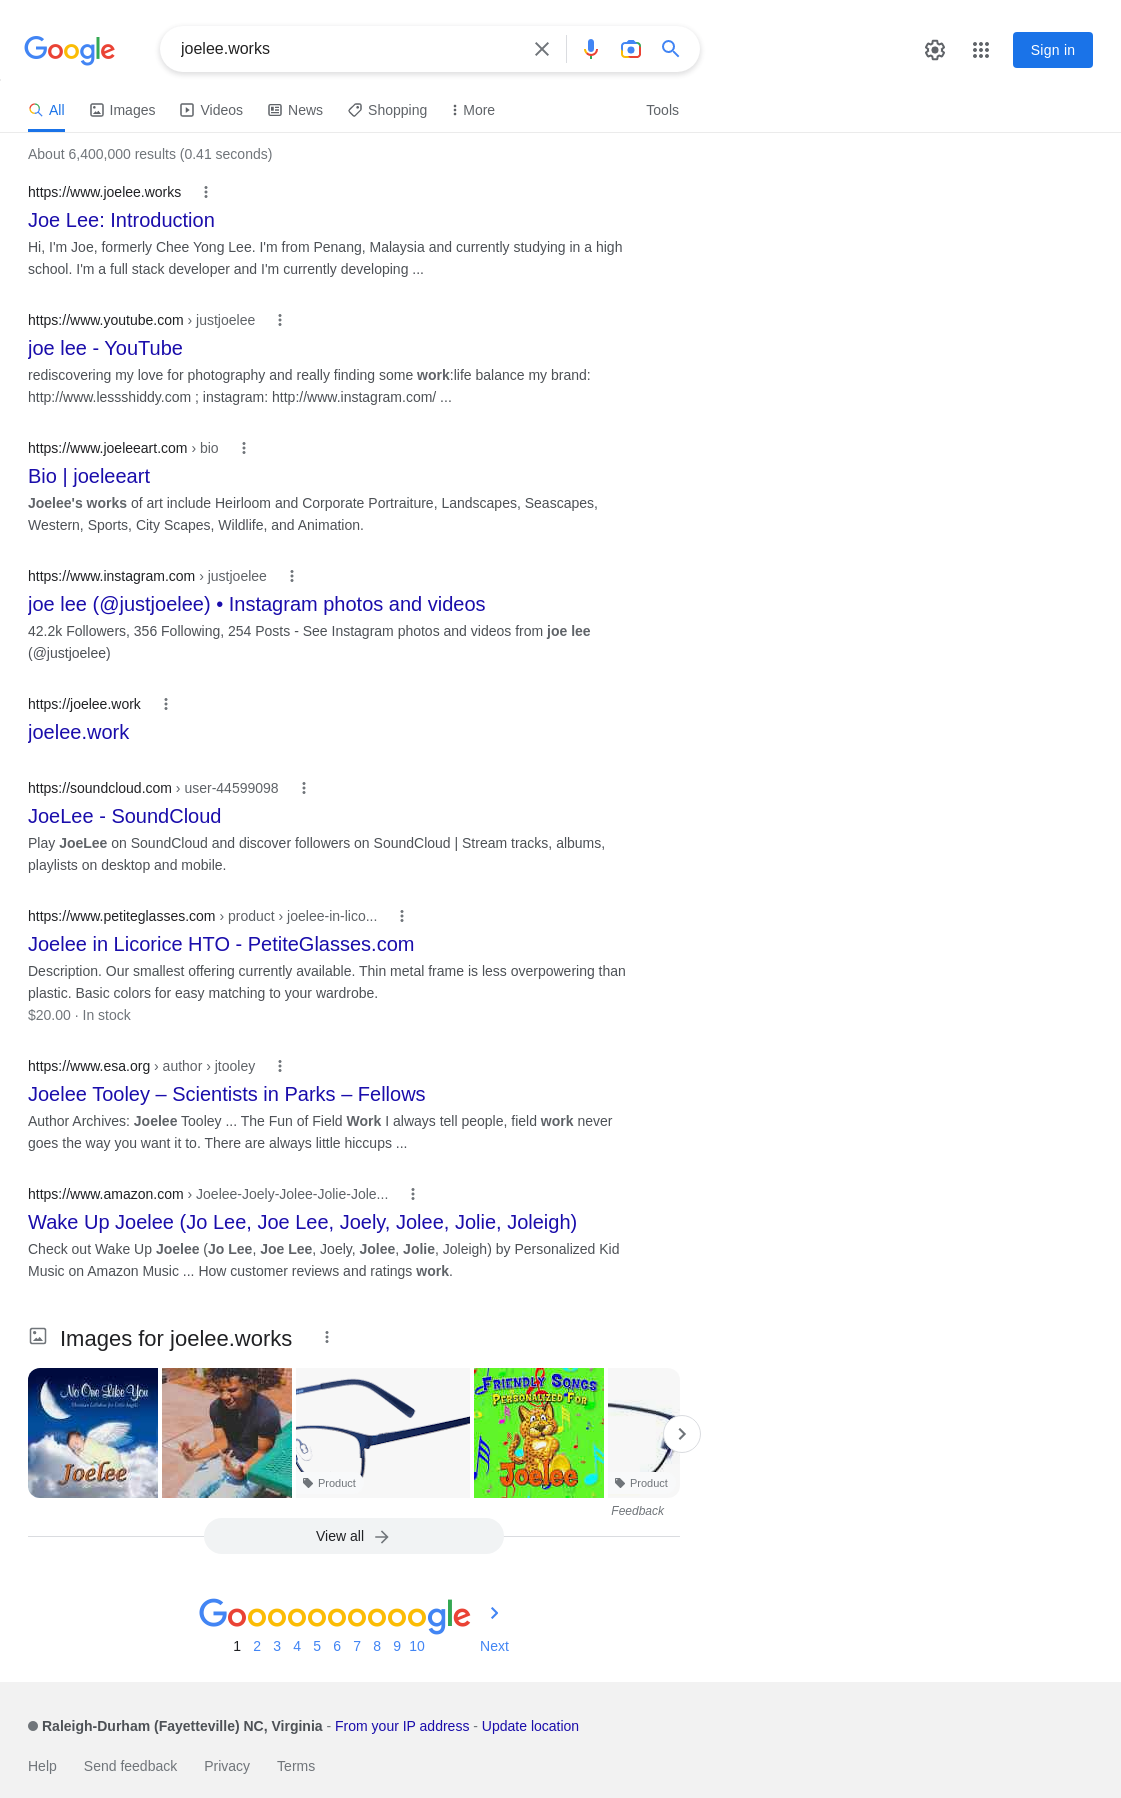 Google
joelee.works
Sign in
All
Images
Videos
News
Shopping
More
Tools
About 6,400,000 results (0.41 seconds)
https://www.joelee.works
Joe Lee: Introduction
Hi, I'm Joe, formerly Chee Yong Lee. I'm from Penang, Malaysia and currently studying in a high
school. I'm a full stack developer and I'm currently developing ...
https://www.youtube.com › justjoelee
joe lee - YouTube
rediscovering my love for photography and really finding some work:life balance my brand:
http://www.lessshiddy.com ; instagram: http://www.instagram.com/ ...
https://www.joeleeart.com › bio
Bio | joeleeart
Joelee's works of art include Heirloom and Corporate Portraiture, Landscapes, Seascapes,
Western, Sports, City Scapes, Wildlife, and Animation.
https://www.instagram.com › justjoelee
joe lee (@justjoelee) • Instagram photos and videos
42.2k Followers, 356 Following, 254 Posts - See Instagram photos and videos from joe lee
(@justjoelee)
https://joelee.work
joelee.work
https://soundcloud.com › user-44599098
JoeLee - SoundCloud
Play JoeLee on SoundCloud and discover followers on SoundCloud | Stream tracks, albums,
playlists on desktop and mobile.
https://www.petiteglasses.com › product › joelee-in-lico...
Joelee in Licorice HTO - PetiteGlasses.com
Description. Our smallest offering currently available. Thin metal frame is less overpowering than
plastic. Basic colors for easy matching to your wardrobe.
$20.00 · In stock
https://www.esa.org › author › jtooley
Joelee Tooley – Scientists in Parks – Fellows
Author Archives: Joelee Tooley ... The Fun of Field Work I always tell people, field work never
goes the way you want it to. There are always little hiccups ...
https://www.amazon.com › Joelee-Joely-Jolee-Jolie-Jole...
Wake Up Joelee (Jo Lee, Joe Lee, Joely, Jolee, Jolie, Joleigh)
Check out Wake Up Joelee (Jo Lee, Joe Lee, Joely, Jolee, Jolie, Joleigh) by Personalized Kid
Music on Amazon Music ... How customer reviews and ratings work.
Images for joelee.works
No One Like You
Christian Lullabies for Little Angels
Joelee
Product
FRIENDLY SONGS
PERSONALIZED FOR
Joelee
Product
Feedback
View all
Goooooooooogle
1 2 3 4 5 6 7 8 9 10 Next
Raleigh-Durham (Fayetteville) NC, Virginia - From your IP address - Update location
Help Send feedback Privacy Terms